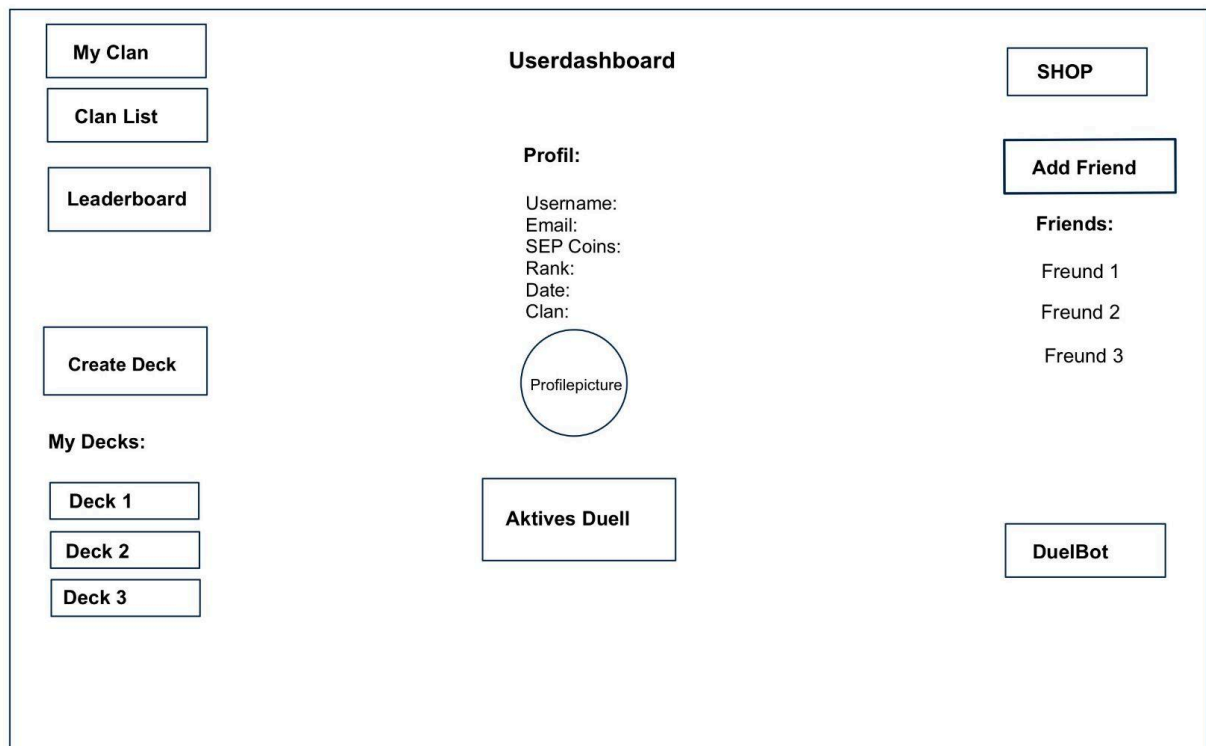 My Clan
Clan List
Leaderboard
Create Deck
My Decks:
Deck 1
Deck 2
Deck 3
Userdashboard
Profil:
Username:
Email:
SEP Coins:
Rank:
Date:
Clan:
Profilepicture
Aktives Duell
SHOP
Add Friend
Friends:
Freund 1
Freund 2
Freund 3
DuelBot